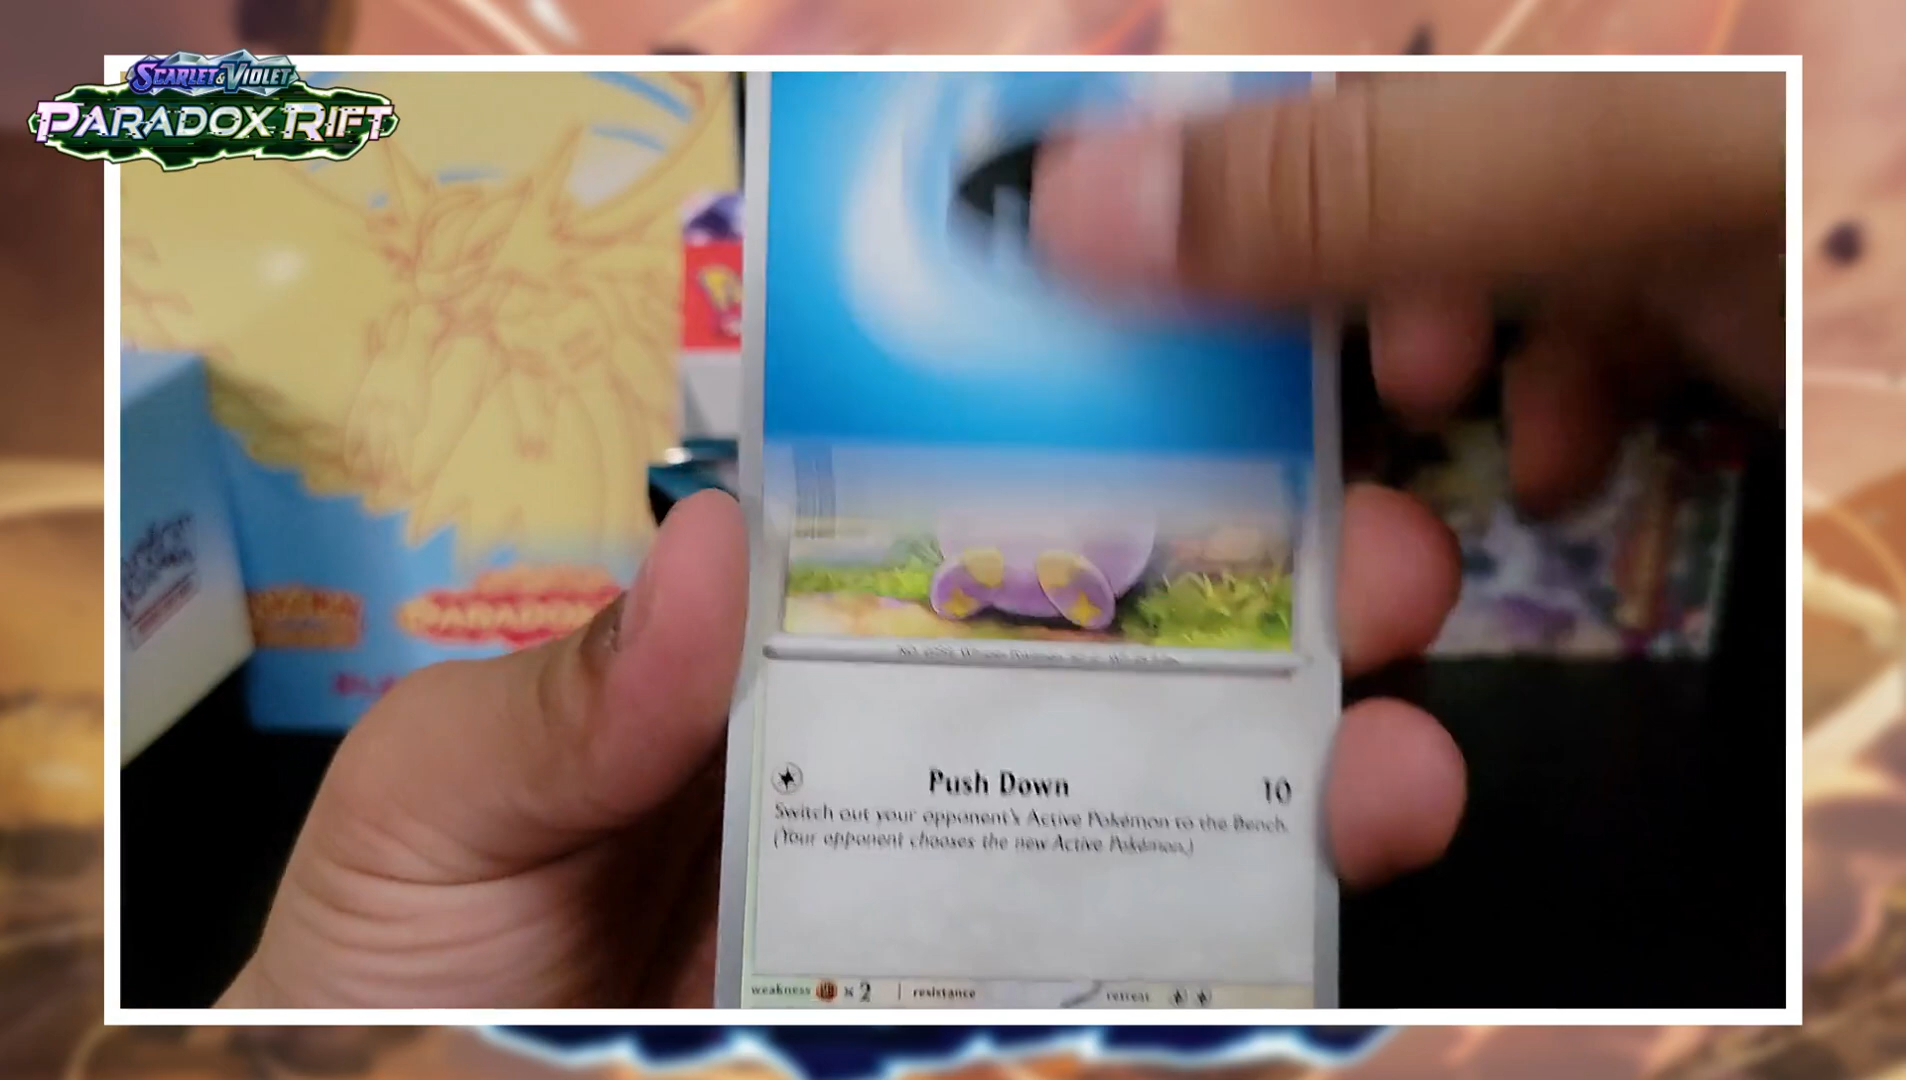 SCARLET & VIOLET
PARADOX RIFT
PARADOX
Push Down 10
Switch out your opponent's Active Pokémon to the Bench.
(Your opponent chooses the new Active Pokémon.)
weakness ×2 resistance retreat